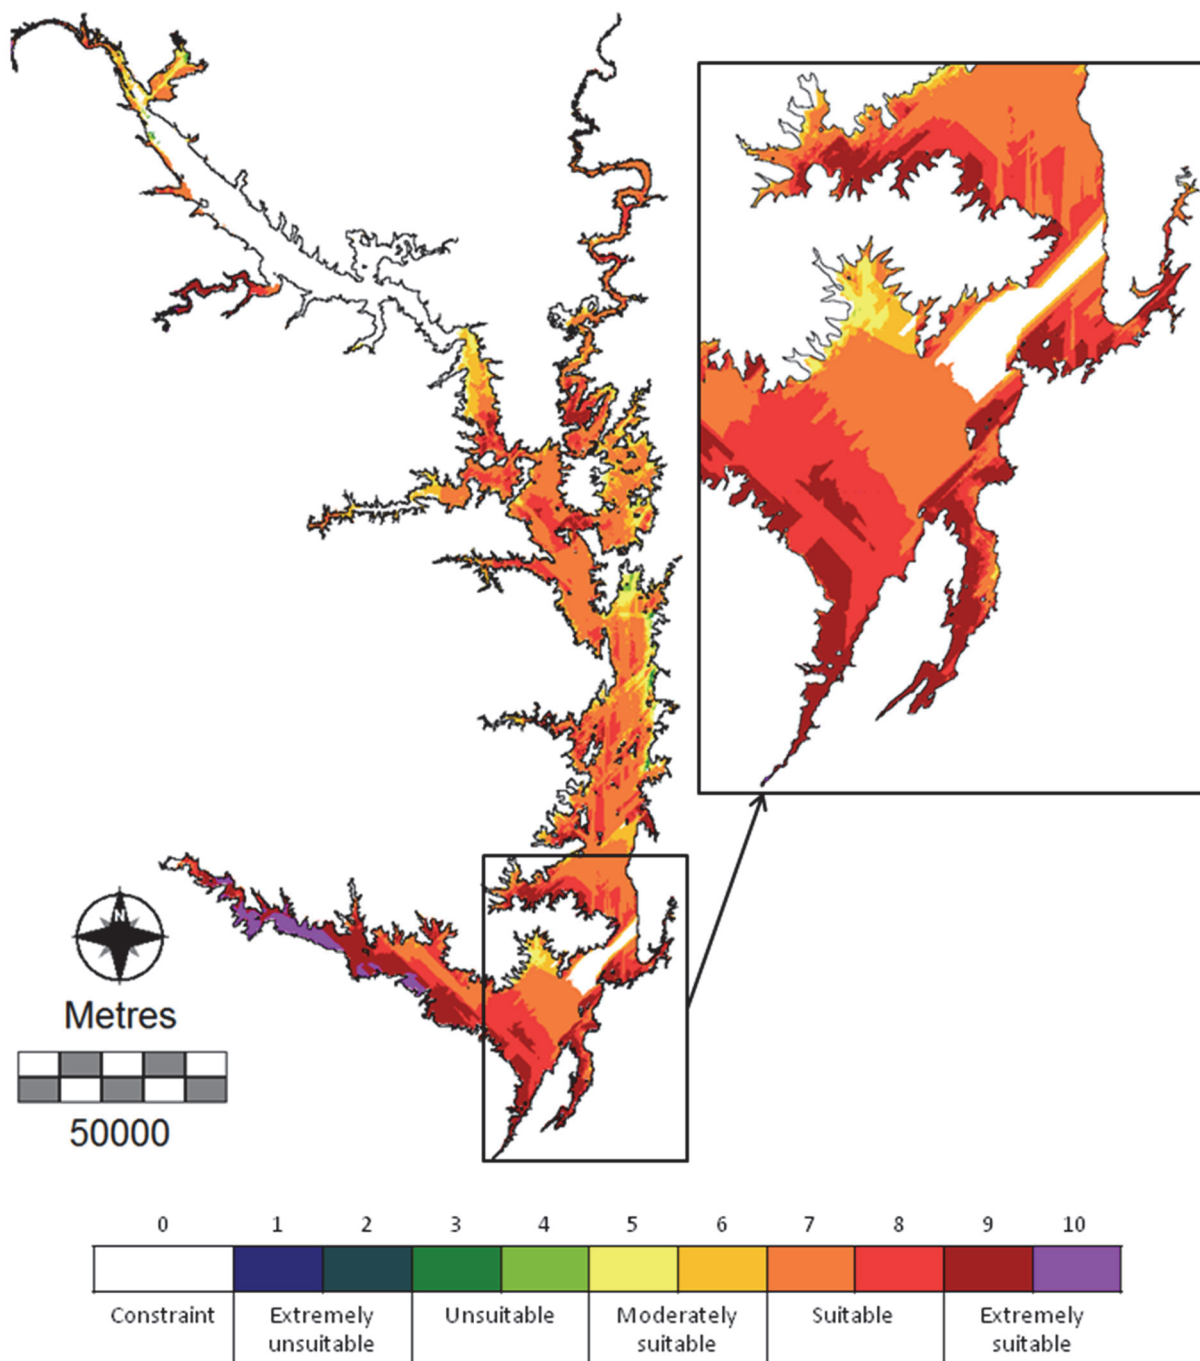 N
Metres
50000
0 1 2 3 4 5 6 7 8 9 10
Constraint Extremely unsuitable Unsuitable Moderately suitable Suitable Extremely suitable